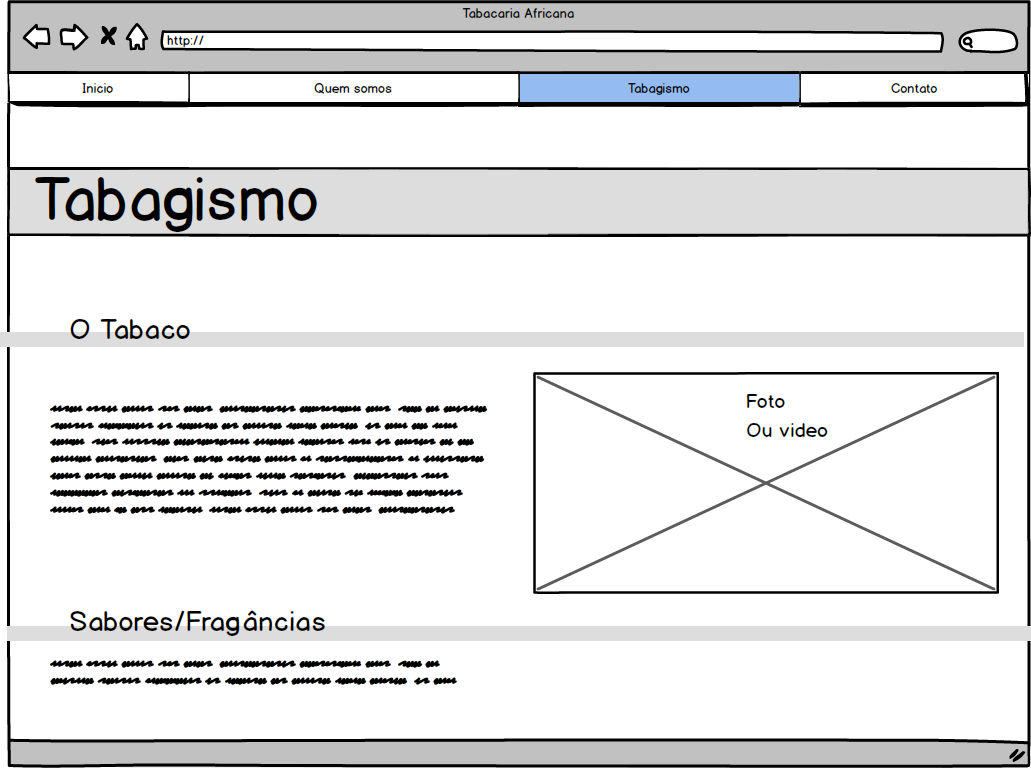 Tabacaria Africana
http://
Inicio
Quem somos
Tabagismo
Contato
Tabagismo
O Tabaco
Foto
Ou video
Sabores/Fragâncias